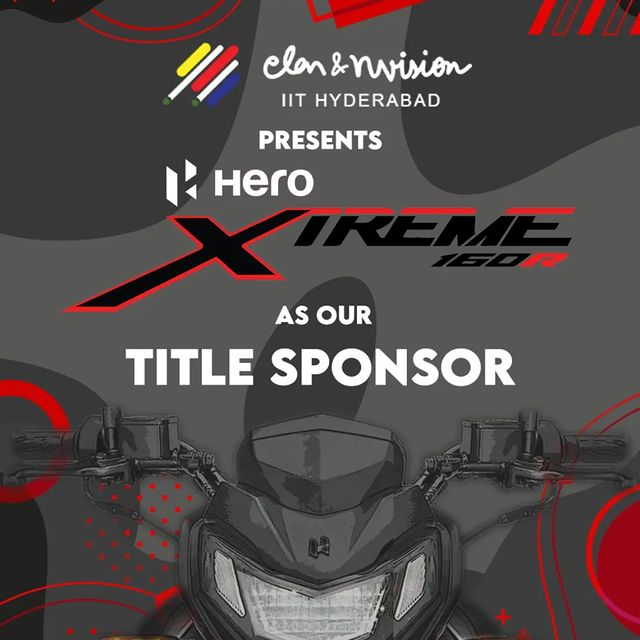 elan & nvision
IIT HYDERABAD
PRESENTS
Hero
XTREME
160R
AS OUR
TITLE SPONSOR